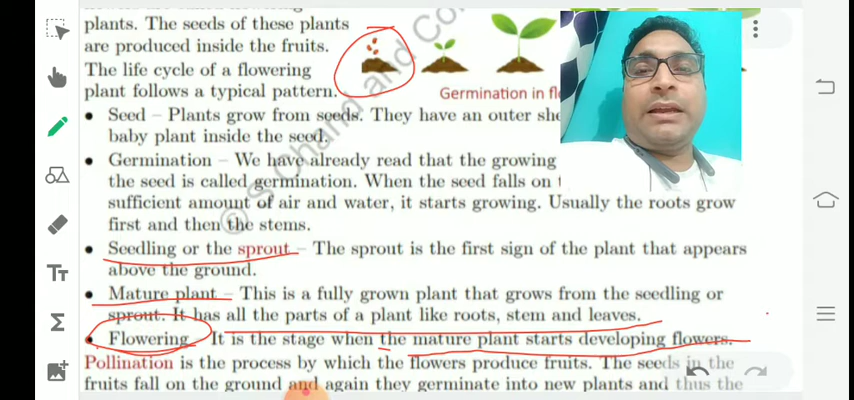 plants. The seeds of these plants
are produced inside the fruits.
The life cycle of a flowering
plant follows a typical pattern.
Germination in fl
• Seed – Plants grow from seeds. They have an outer she
baby plant inside the seed.
• Germination – We have already read that the growing
the seed is called germination. When the seed falls on t
sufficient amount of air and water, it starts growing. Usually the roots grow
first and then the stems.
• Seedling or the sprout – The sprout is the first sign of the plant that appears
above the ground.
• Mature plant – This is a fully grown plant that grows from the seedling or
sprout. It has all the parts of a plant like roots, stem and leaves.
• Flowering It is the stage when the mature plant starts developing flowers.
Pollination is the process by which the flowers produce fruits. The seeds in the
fruits fall on the ground and again they germinate into new plants and thus the
© S Chand and Co
Tт
Σ